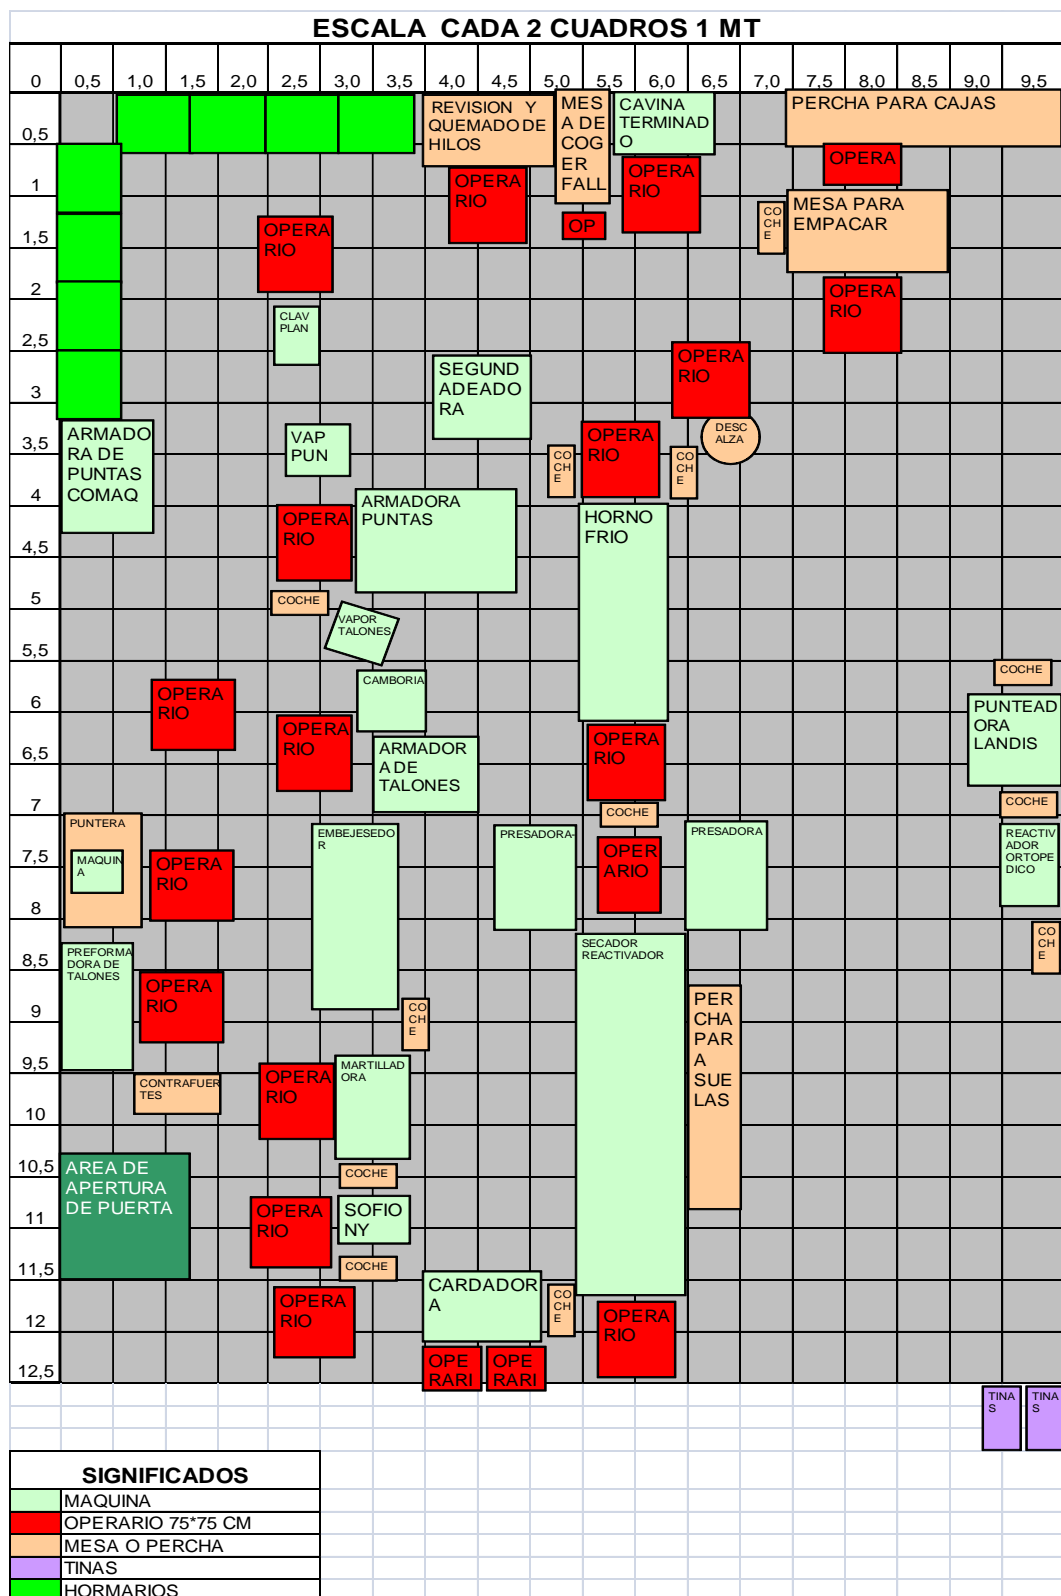 ESCALA CADA 2 CUADROS 1 MT
0 0,5 1,0 1,5 2,0 2,5 3,0 3,5 4,0 4,5 5,0 5,5 6,0 6,5 7,0 7,5 8,0 8,5 9,0 9,5
0,5
1
1,5
2
2,5
3
3,5
4
4,5
5
5,5
6
6,5
7
7,5
8
8,5
9
9,5
10
10,5
11
11,5
12
12,5
REVISION Y
QUEMADO DE
HILOS
MES
A DE
COG
ER
FALL
CAVINA
TERMINAD
O
PERCHA PARA CAJAS
OPERA
OPERA
RIO
OPERA
RIO
OP
COCHE
MESA PARA
EMPACAR
OPERA
RIO
OPERA
RIO
CLAV
PLAN
SEGUND
ADEADO
RA
OPERA
RIO
DESC
ALZA
ARMADO
RA DE
PUNTAS
COMAQ
VAP
PUN
CO
CH
E
OPERA
RIO
CO
CH
E
OPERA
RIO
ARMADORA
PUNTAS
HORNO
FRIO
COCHE
VAPOR
TALONES
CAMBORIA
COCHE
OPERA
RIO
OPERA
RIO
ARMADOR
A DE
TALONES
OPERA
RIO
PUNTEAD
ORA
LANDIS
COCHE
COCHE
PUNTERA
MAQUIN
A
OPERA
RIO
EMBEJESEDO
R
PRESADORA-
OPER
ARIO
PRESADORA
REACTIV
ADOR
ORTOPE
DICO
CO
CH
E
PREFORMA
DORA DE
TALONES
OPERA
RIO
SECADOR
REACTIVADOR
PER
CHA
PAR
A
SUE
LAS
CO
CH
E
CONTRAFUER
TES
OPERA
RIO
MARTILLAD
ORA
COCHE
AREA DE
APERTURA
DE PUERTA
OPERA
RIO
SOFIO
NY
COCHE
OPERA
RIO
CARDADOR
A
CO
CH
E
OPERA
RIO
OPE
RARI
OPE
RARI
TINA
S
TINA
S
SIGNIFICADOS
MAQUINA
OPERARIO 75*75 CM
MESA O PERCHA
TINAS
HORMARIOS